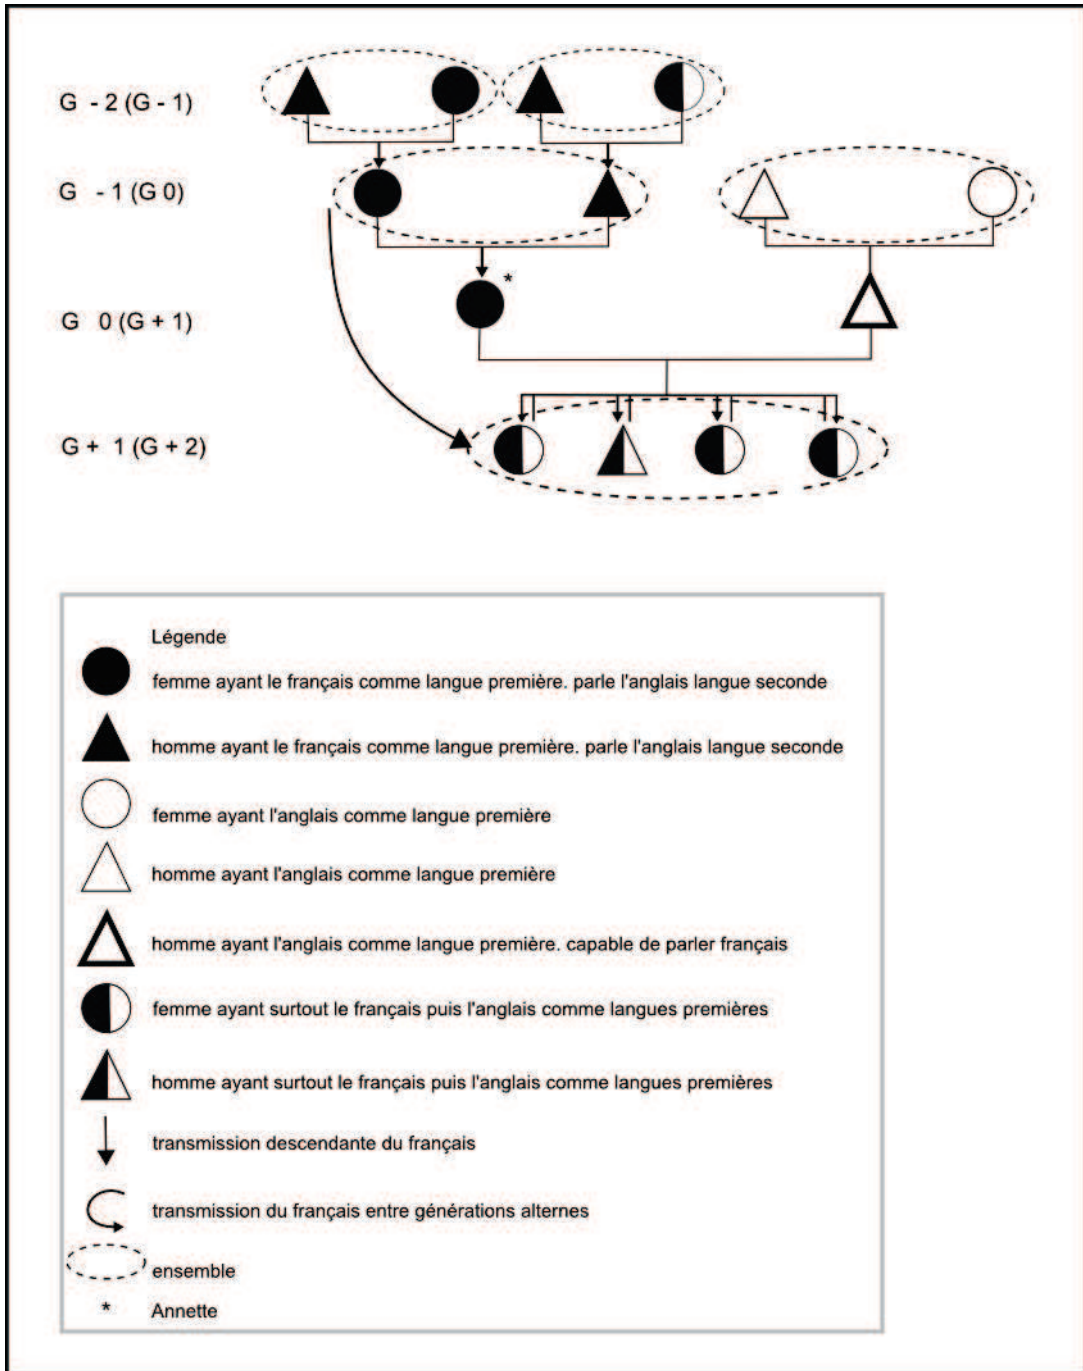 G - 2 (G - 1)
G - 1 (G 0)
*
G 0 (G + 1)
G + 1 (G + 2)
Légende
femme ayant le français comme langue première. parle l'anglais langue seconde
homme ayant le français comme langue première. parle l'anglais langue seconde
femme ayant l'anglais comme langue première
homme ayant l'anglais comme langue première
homme ayant l'anglais comme langue première. capable de parler français
femme ayant surtout le français puis l'anglais comme langues premières
homme ayant surtout le français puis l'anglais comme langues premières
transmission descendante du français
transmission du français entre générations alternes
ensemble
* Annette